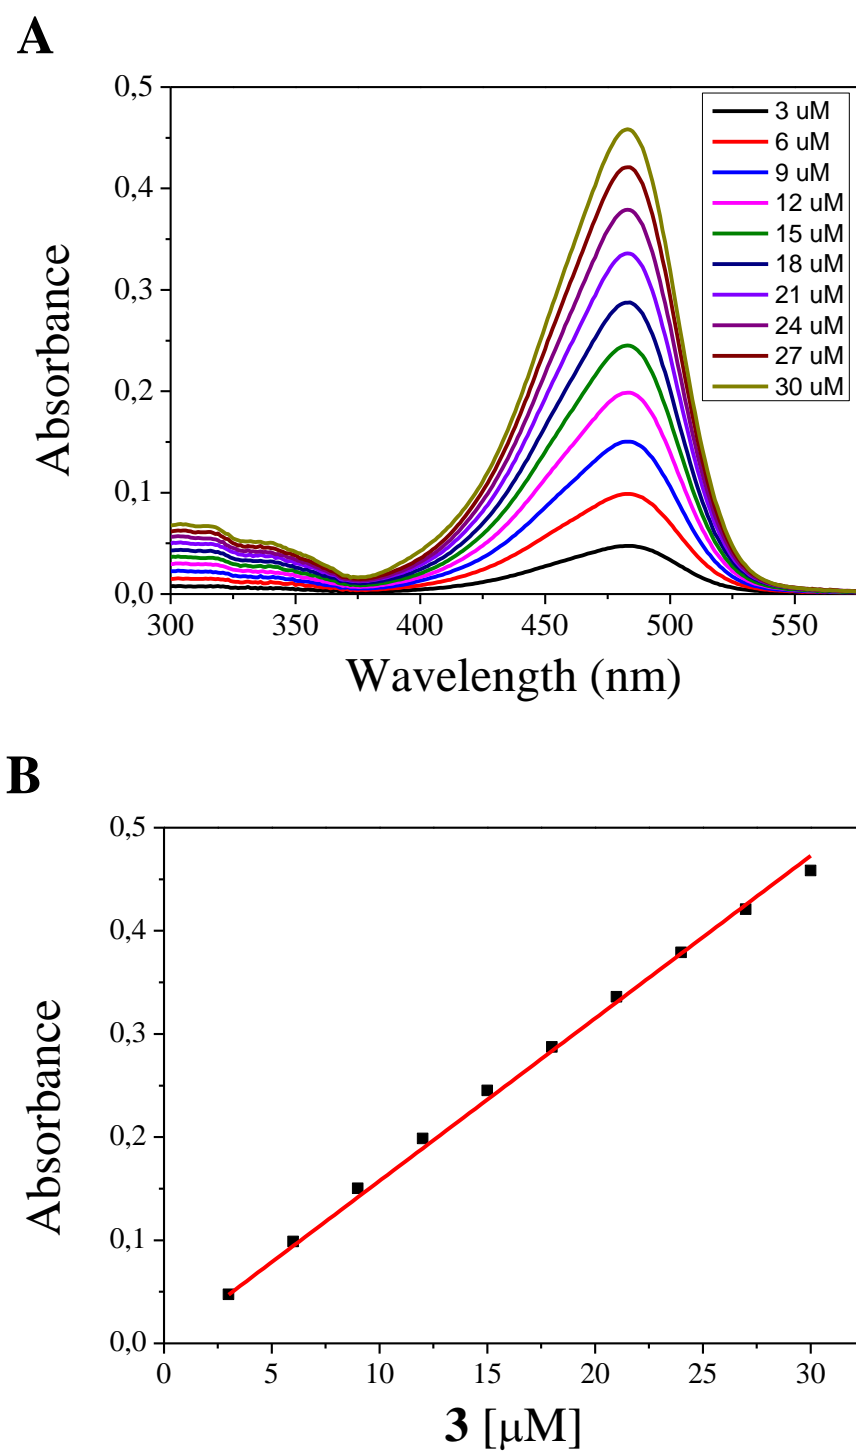 A
0,5
0,4
0,3
0,2
0,1
0,0
Absorbance
3 uM
6 uM
9 uM
12 uM
15 uM
18 uM
21 uM
24 uM
27 uM
30 uM
300 350 400 450 500 550
Wavelength (nm)
B
0,5
0,4
0,3
0,2
0,1
0,0
Absorbance
0 5 10 15 20 25 30
3 [μM]